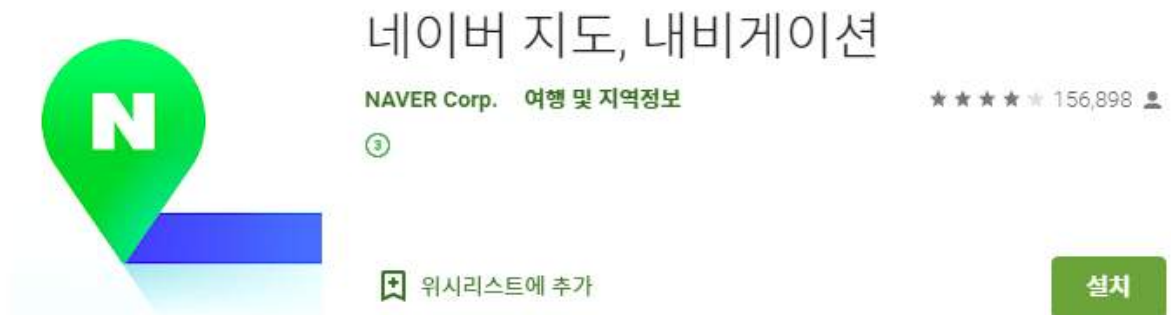 네이버 지도, 내비게이션
NAVER Corp. 여행 및 지역정보 156,898
3
N
위시리스트에 추가 설치